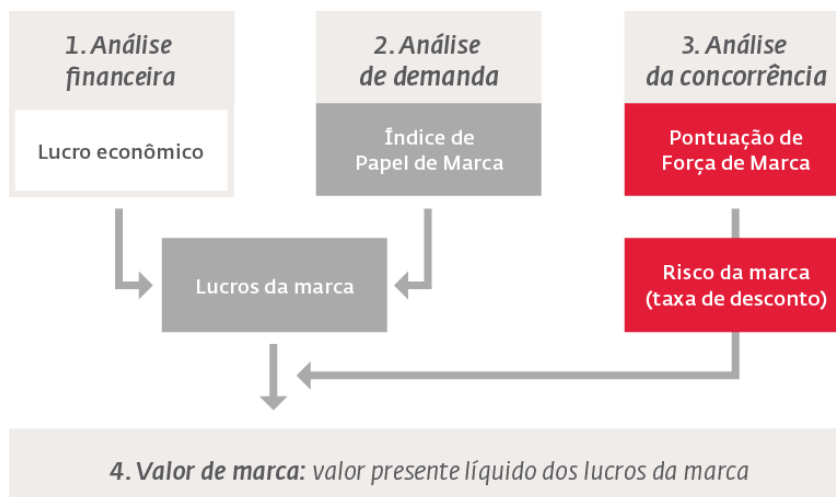 1. Análise
financeira
Lucro econômico
2. Análise
de demanda
Índice de
Papel de Marca
3. Análise
da concorrência
Pontuação de
Força de Marca
Lucros da marca
Risco da marca
(taxa de desconto)
4. Valor de marca: valor presente líquido dos lucros da marca